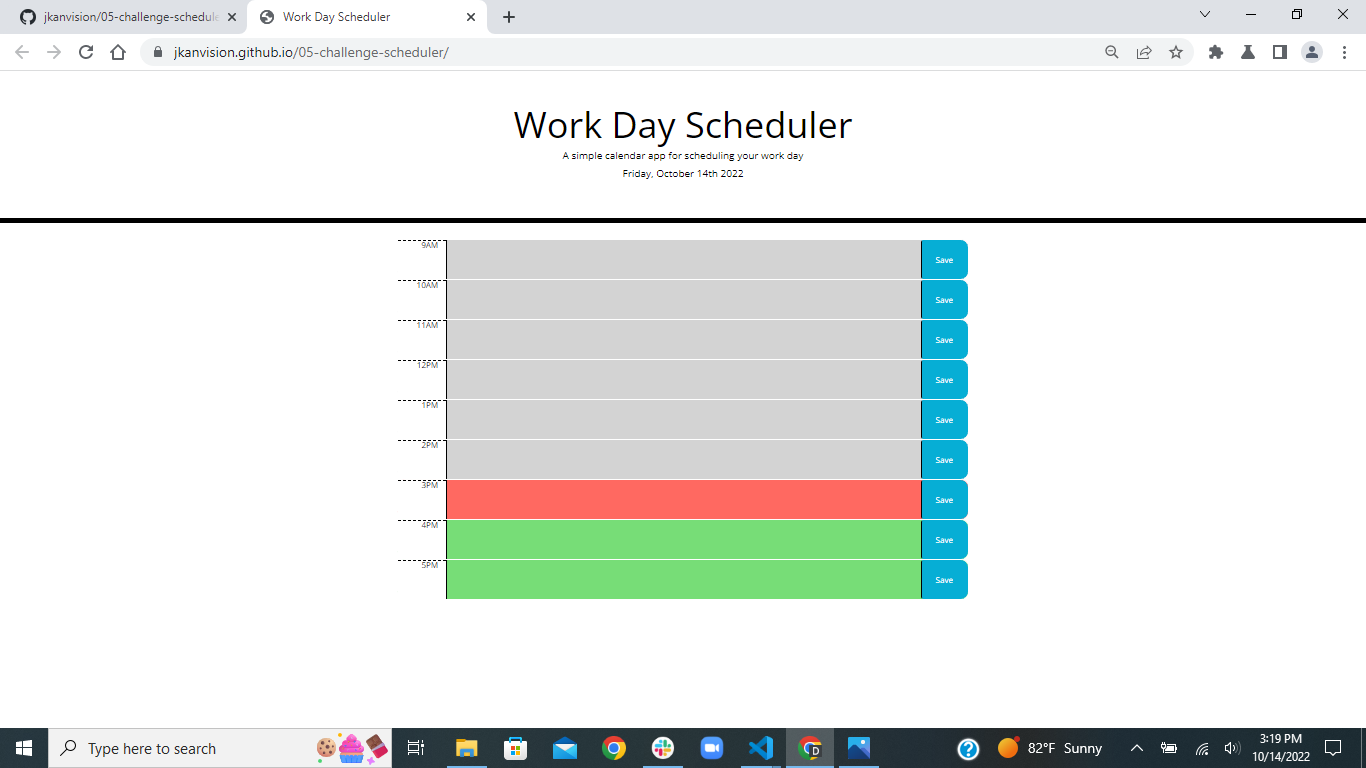 jkanvision/05-challenge-schedule
Work Day Scheduler
jkanvision.github.io/05-challenge-scheduler/
Work Day Scheduler
A simple calendar app for scheduling your work day
Friday, October 14th 2022
9AM Save
10AM Save
11AM Save
12PM Save
1PM Save
2PM Save
3PM Save
4PM Save
5PM Save
Type here to search
D
82°F Sunny
3:19 PM
10/14/2022